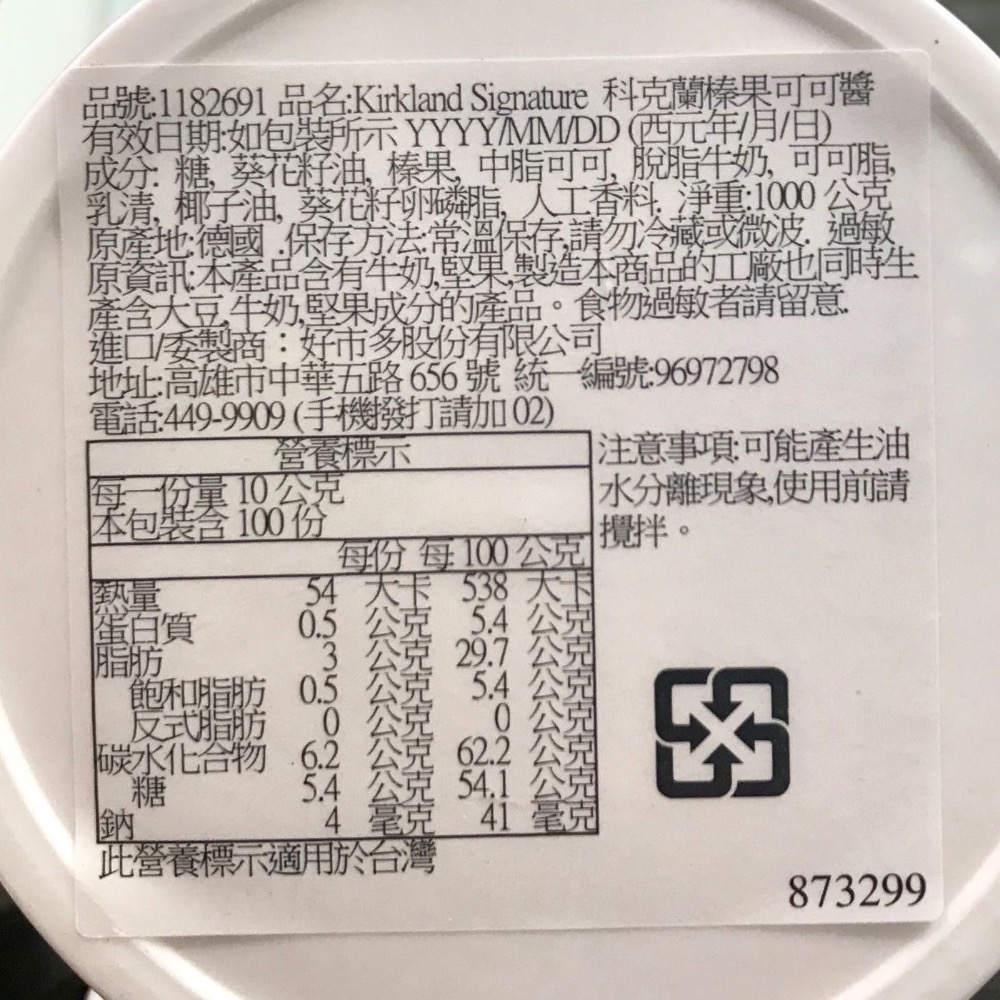 品號:1182691 品名:Kirkland Signature 科克蘭榛果可可醬
有效日期:如包裝所示 YYYY/MM/DD (西元年/月/日)
成分: 糖, 葵花籽油, 榛果, 中脂可可, 脫脂牛奶, 可可脂,
乳清, 椰子油, 葵花籽卵磷脂, 人工香料. 淨重:1000 公克
原產地:德國 .保存方法:常溫保存,請勿冷藏或微波. 過敏
原資訊:本產品含有牛奶,堅果,製造本商品的工廠也同時生
產含大豆,牛奶,堅果成分的產品。食物過敏者請留意.
進口/委製商：好市多股份有限公司
地址:高雄市中華五路 656 號 統一編號:96972798
電話:449-9909 (手機撥打請加 02)
營養標示
每一份量 10 公克
本包裝含 100 份
每份 每 100 公克
熱量 54 大卡 538 大卡
蛋白質 0.5 公克 5.4 公克
脂肪 3 公克 29.7 公克
飽和脂肪 0.5 公克 5.4 公克
反式脂肪 0 公克 0 公克
碳水化合物 6.2 公克 62.2 公克
糖 5.4 公克 54.1 公克
鈉 4 毫克 41 毫克
此營養標示適用於台灣
注意事項:可能產生油
水分離現象,使用前請
攪拌。
873299